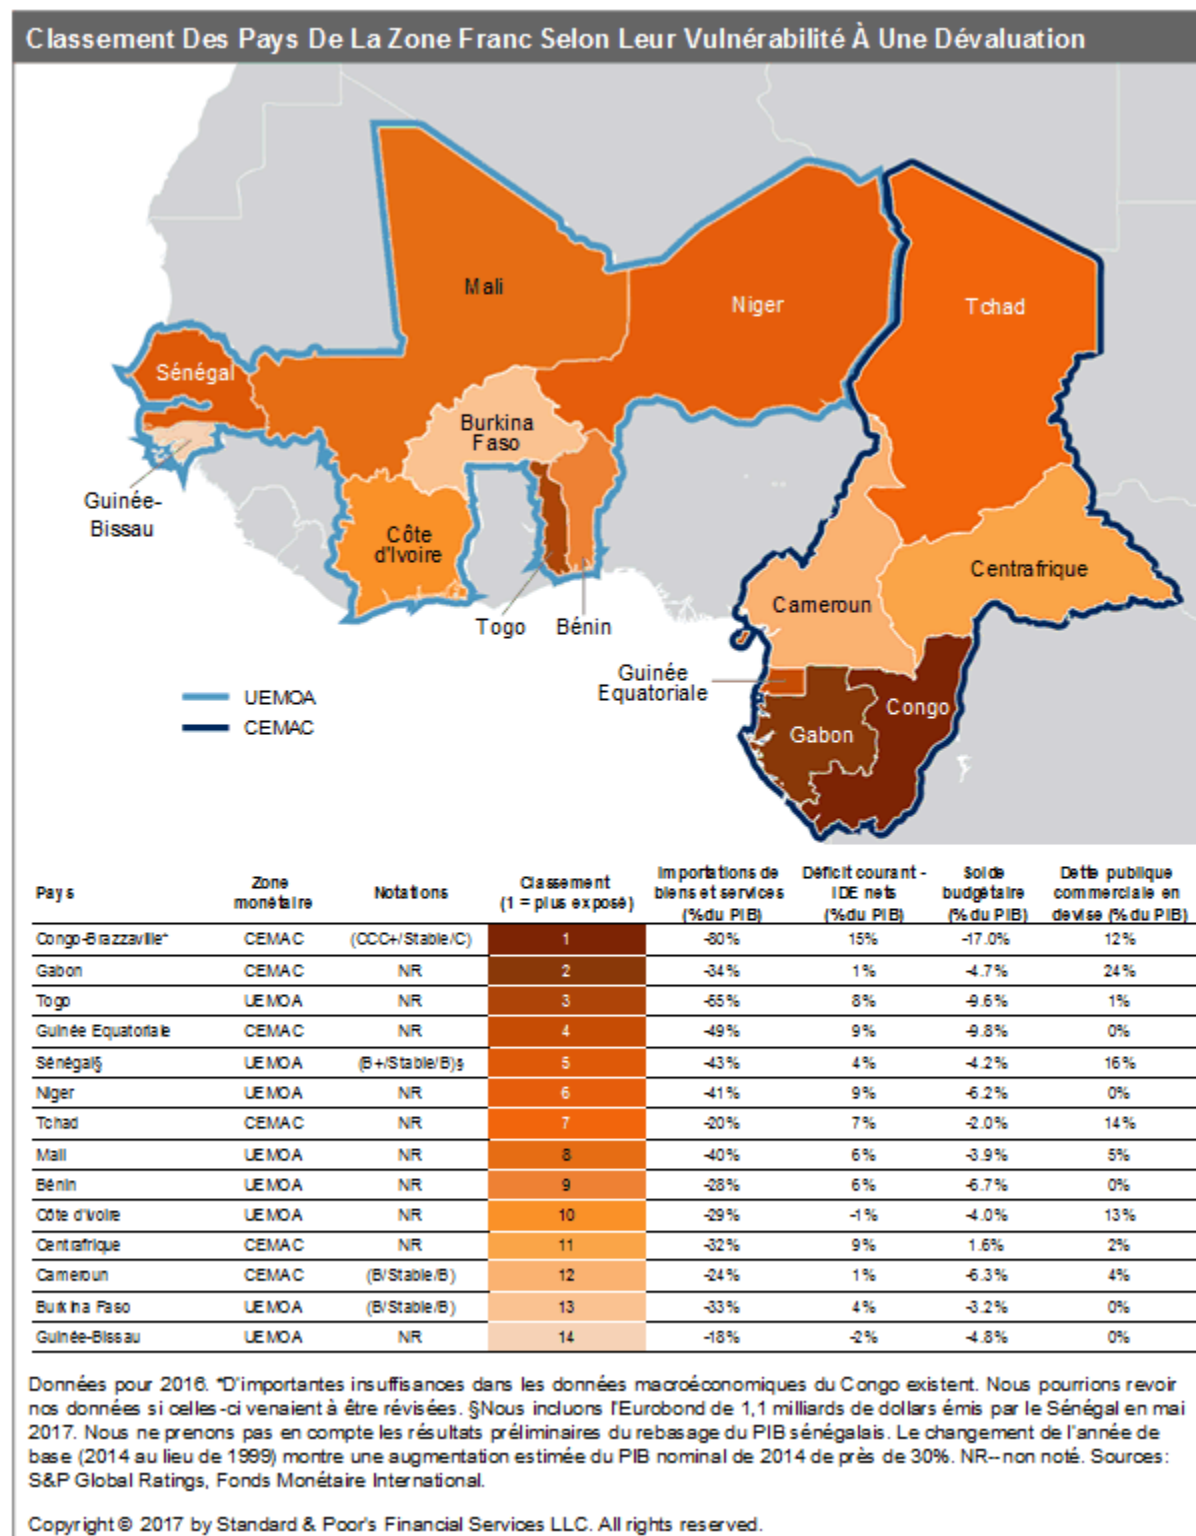 Classement Des Pays De La Zone Franc Selon Leur Vulnérabilité À Une Dévaluation
Mali
Niger
Tchad
Sénégal
Burkina
Faso
Guinée-
Bissau
Côte
d'Ivoire
Centrafrique
Cameroun
Togo
Bénin
Guinée
Equatoriale
UEMOA
CEMAC
Congo
Gabon
Pays Zone monétaire Notations Classement (1 = plus exposé) Importations de biens et services (% du PIB) Déficit courant - IDE nets (% du PIB) Solde budgétaire (% du PIB) Dette publique commerciale en devise (% du PIB)
Congo-Brazzaville* CEMAC (CCC+/Stable/C) 1 -80% 15% -17.0% 12%
Gabon CEMAC NR 2 -34% 1% -4.7% 24%
Togo UEMOA NR 3 -65% 8% -9.6% 1%
Guinée Equatoriale CEMAC NR 4 -49% 9% -9.8% 0%
Sénégal§ UEMOA (B+/Stable/B)§ 5 -43% 4% -4.2% 16%
Niger UEMOA NR 6 -41% 9% -6.2% 0%
Tchad CEMAC NR 7 -20% 7% -2.0% 14%
Mali UEMOA NR 8 -40% 6% -3.9% 5%
Bénin UEMOA NR 9 -28% 6% -6.7% 0%
Côte d'Ivoire UEMOA NR 10 -29% -1% -4.0% 13%
Centrafrique CEMAC NR 11 -32% 9% 1.6% 2%
Cameroun CEMAC (B/Stable/B) 12 -24% 1% -6.3% 4%
Burkina Faso UEMOA (B/Stable/B) 13 -33% 4% -3.2% 0%
Guinée-Bissau UEMOA NR 14 -18% -2% -4.8% 0%
Données pour 2016. *D'importantes insuffisances dans les données macroéconomiques du Congo existent. Nous pourrions revoir
nos données si celles-ci venaient à être révisées. §Nous incluons l'Eurobond de 1,1 milliards de dollars émis par le Sénégal en mai
2017. Nous ne prenons pas en compte les résultats préliminaires du rebasage du PIB sénégalais. Le changement de l'année de
base (2014 au lieu de 1999) montre une augmentation estimée du PIB nominal de 2014 de près de 30%. NR--non noté. Sources:
S&P Global Ratings, Fonds Monétaire International.
Copyright © 2017 by Standard & Poor's Financial Services LLC. All rights reserved.